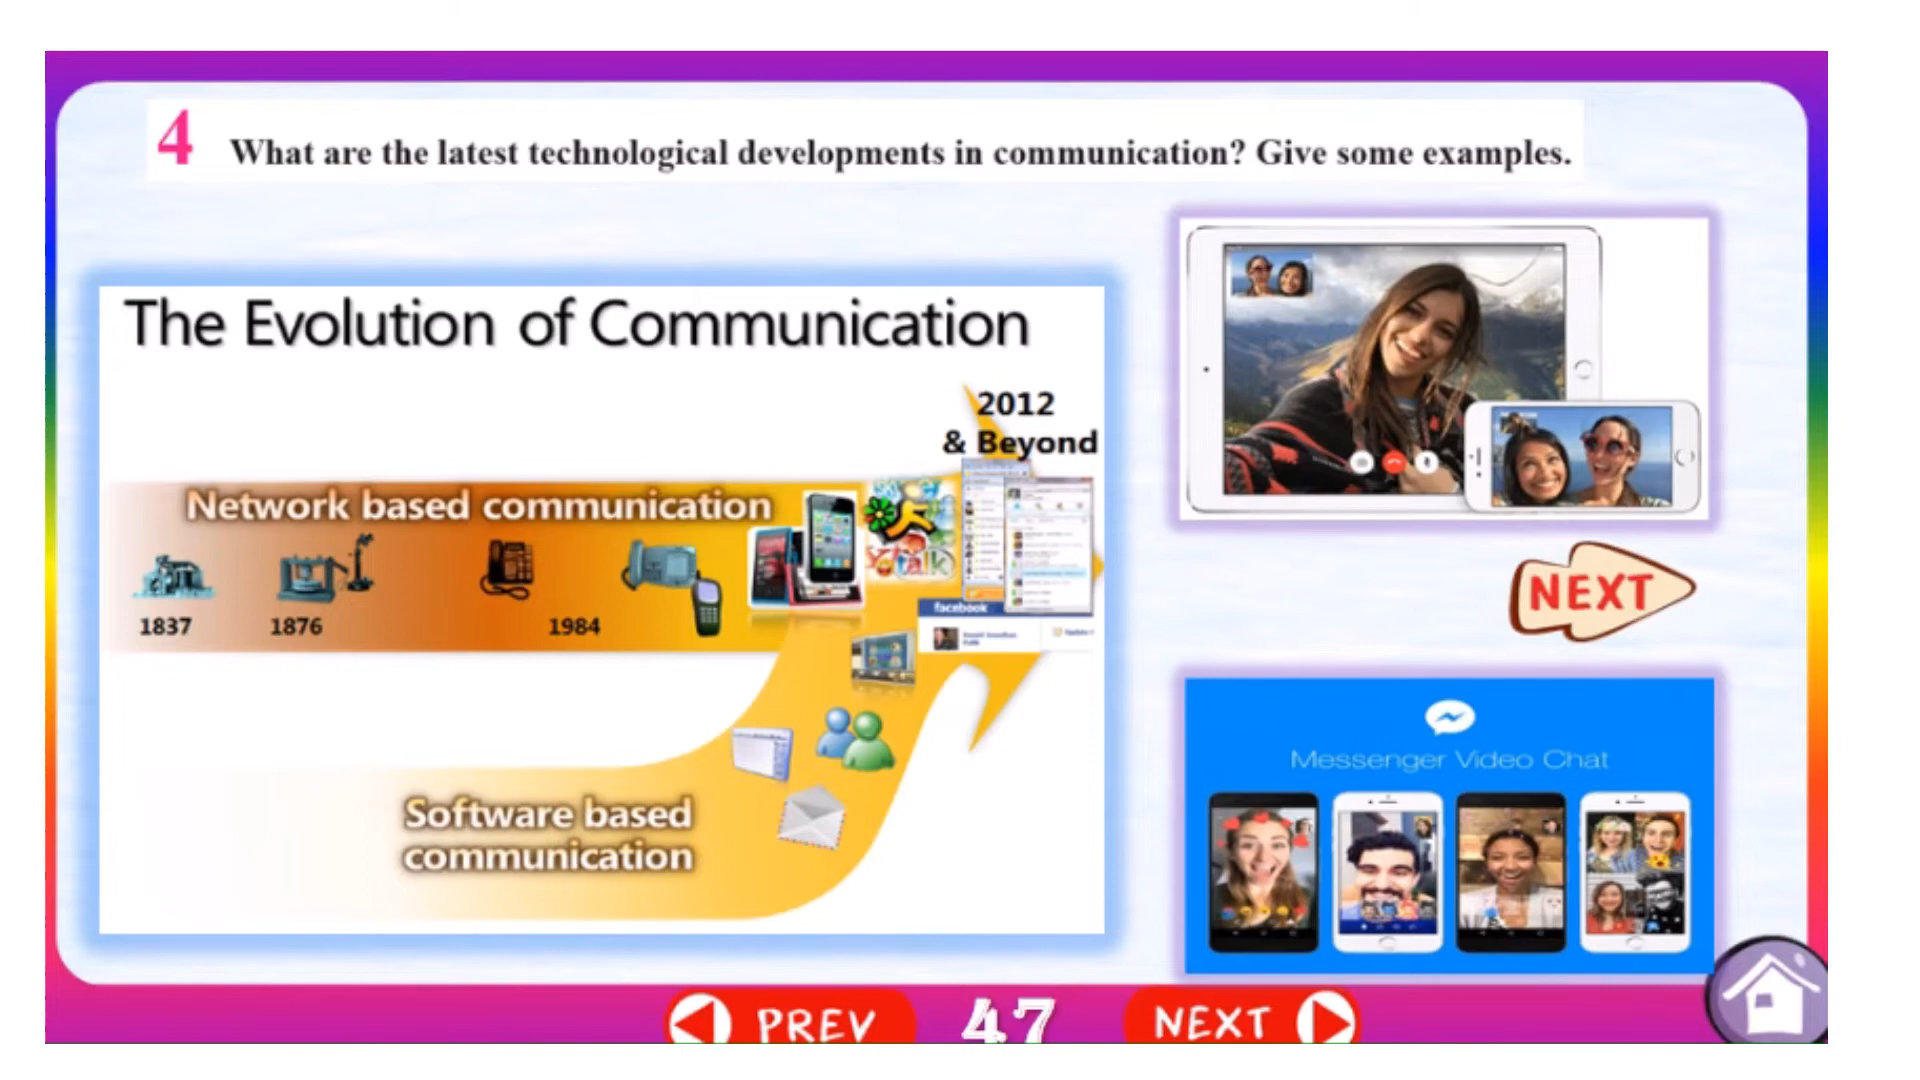 4 What are the latest technological developments in communication? Give some examples.
The Evolution of Communication
2012
& Beyond
Network based communication
talk
facebook
1837 1876 1984
Software based
communication
NEXT
Messenger Video Chat
PREV 47 NEXT